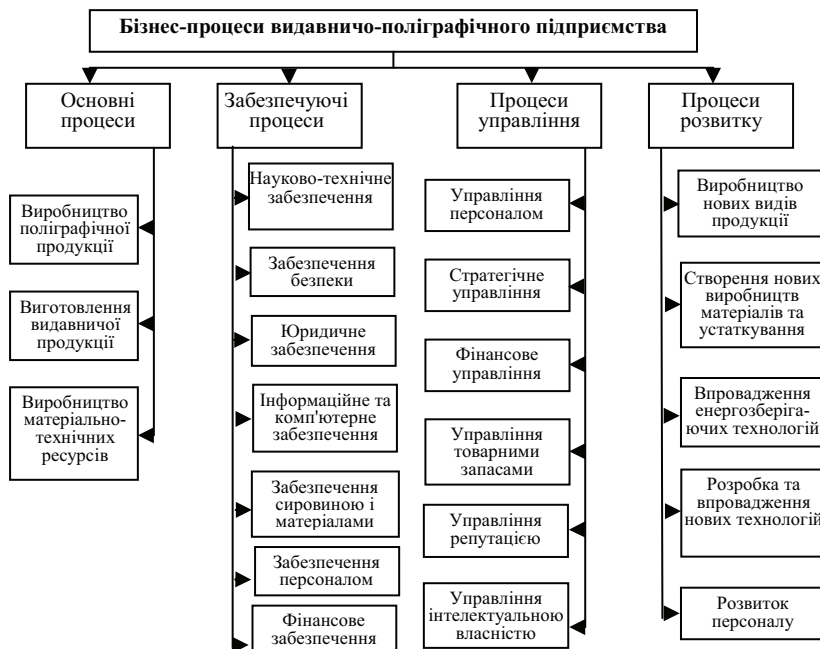 Бізнес-процеси видавничо-поліграфічного підприємства
Основні
процеси
Виробництво
поліграфічної
продукції
Виготовлення
видавничої
продукції
Виробництво
матеріально-
технічних
ресурсів
Забезпечуючі
процеси
Науково-технічне
забезпечення
Забезпечення
безпеки
Юридичне
забезпечення
Інформаційне та
комп'ютерне
забезпечення
Забезпечення
сировиною і
матеріалами
Забезпечення
персоналом
Фінансове
забезпечення
Процеси
управління
Управління
персоналом
Стратегічне
управління
Фінансове
управління
Управління
товарними
запасами
Управління
репутацією
Управління
інтелектуальною
власністю
Процеси
розвитку
Виробництво
нових видів
продукції
Створення нових
виробництв
матеріалів та
устаткування
Впровадження
енергозберіга-
ючих технологій
Розробка та
впровадження
нових технологій
Розвиток
персоналу